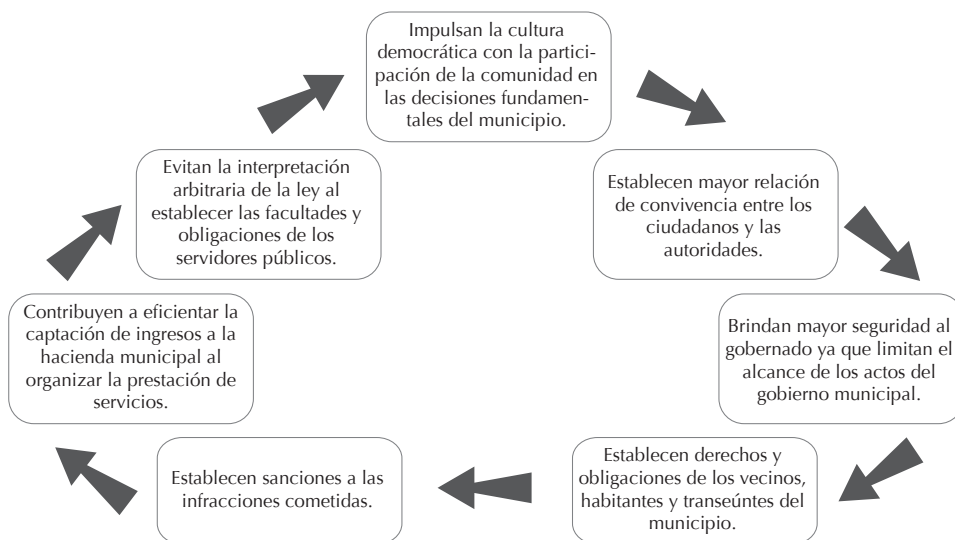 Impulsan la cultura
democrática con la partici-
pación de la comunidad en
las decisiones fundamen-
tales del municipio.
Establecen mayor relación
de convivencia entre los
ciudadanos y las
autoridades.
Brindan mayor seguridad al
gobernado ya que limitan el
alcance de los actos del
gobierno municipal.
Establecen derechos y
obligaciones de los vecinos,
habitantes y transeúntes del
municipio.
Establecen sanciones a las
infracciones cometidas.
Contribuyen a eficientar la
captación de ingresos a la
hacienda municipal al
organizar la prestación de
servicios.
Evitan la interpretación
arbitraria de la ley al
establecer las facultades y
obligaciones de los
servidores públicos.